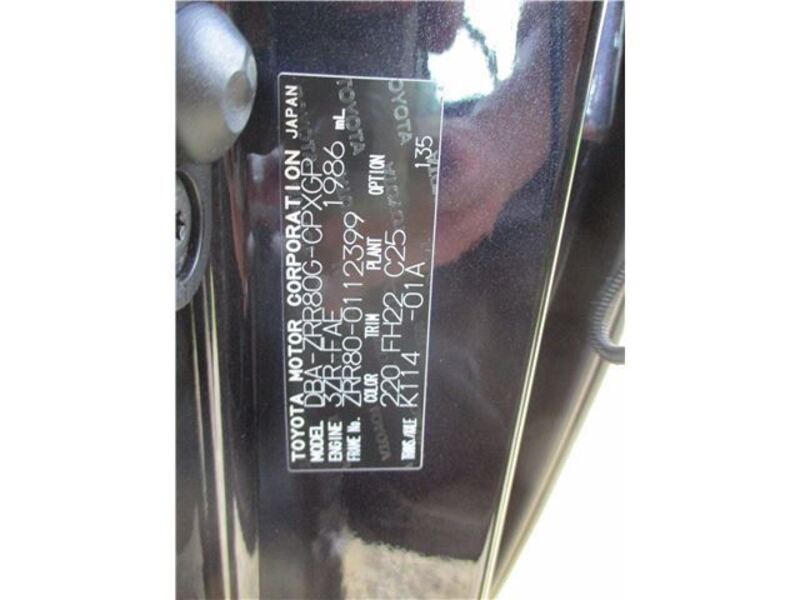 TOYOTA MOTOR CORPORATION JAPAN
MODEL DBA-ZRR80G-CPXGP
ENGINE 3ZR-FAE 1986 mL
FRAME No. ZRR80-0112399
COLOR TRIM PLANT OPTION
220 FH22 C25 135
TRANS/AXLE K114 -01A